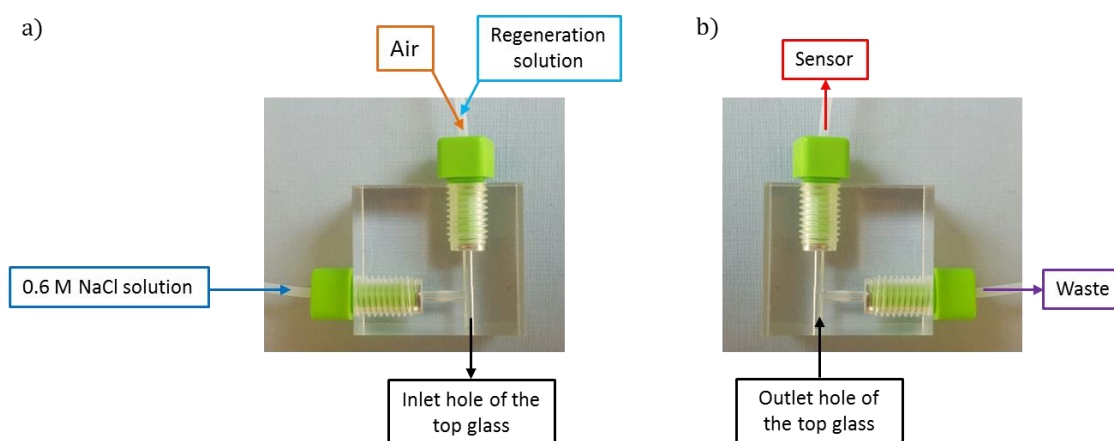 a)
Air
Regeneration
solution
0.6 M NaCl solution
Inlet hole of the
top glass
b)
Sensor
Waste
Outlet hole of
the top glass